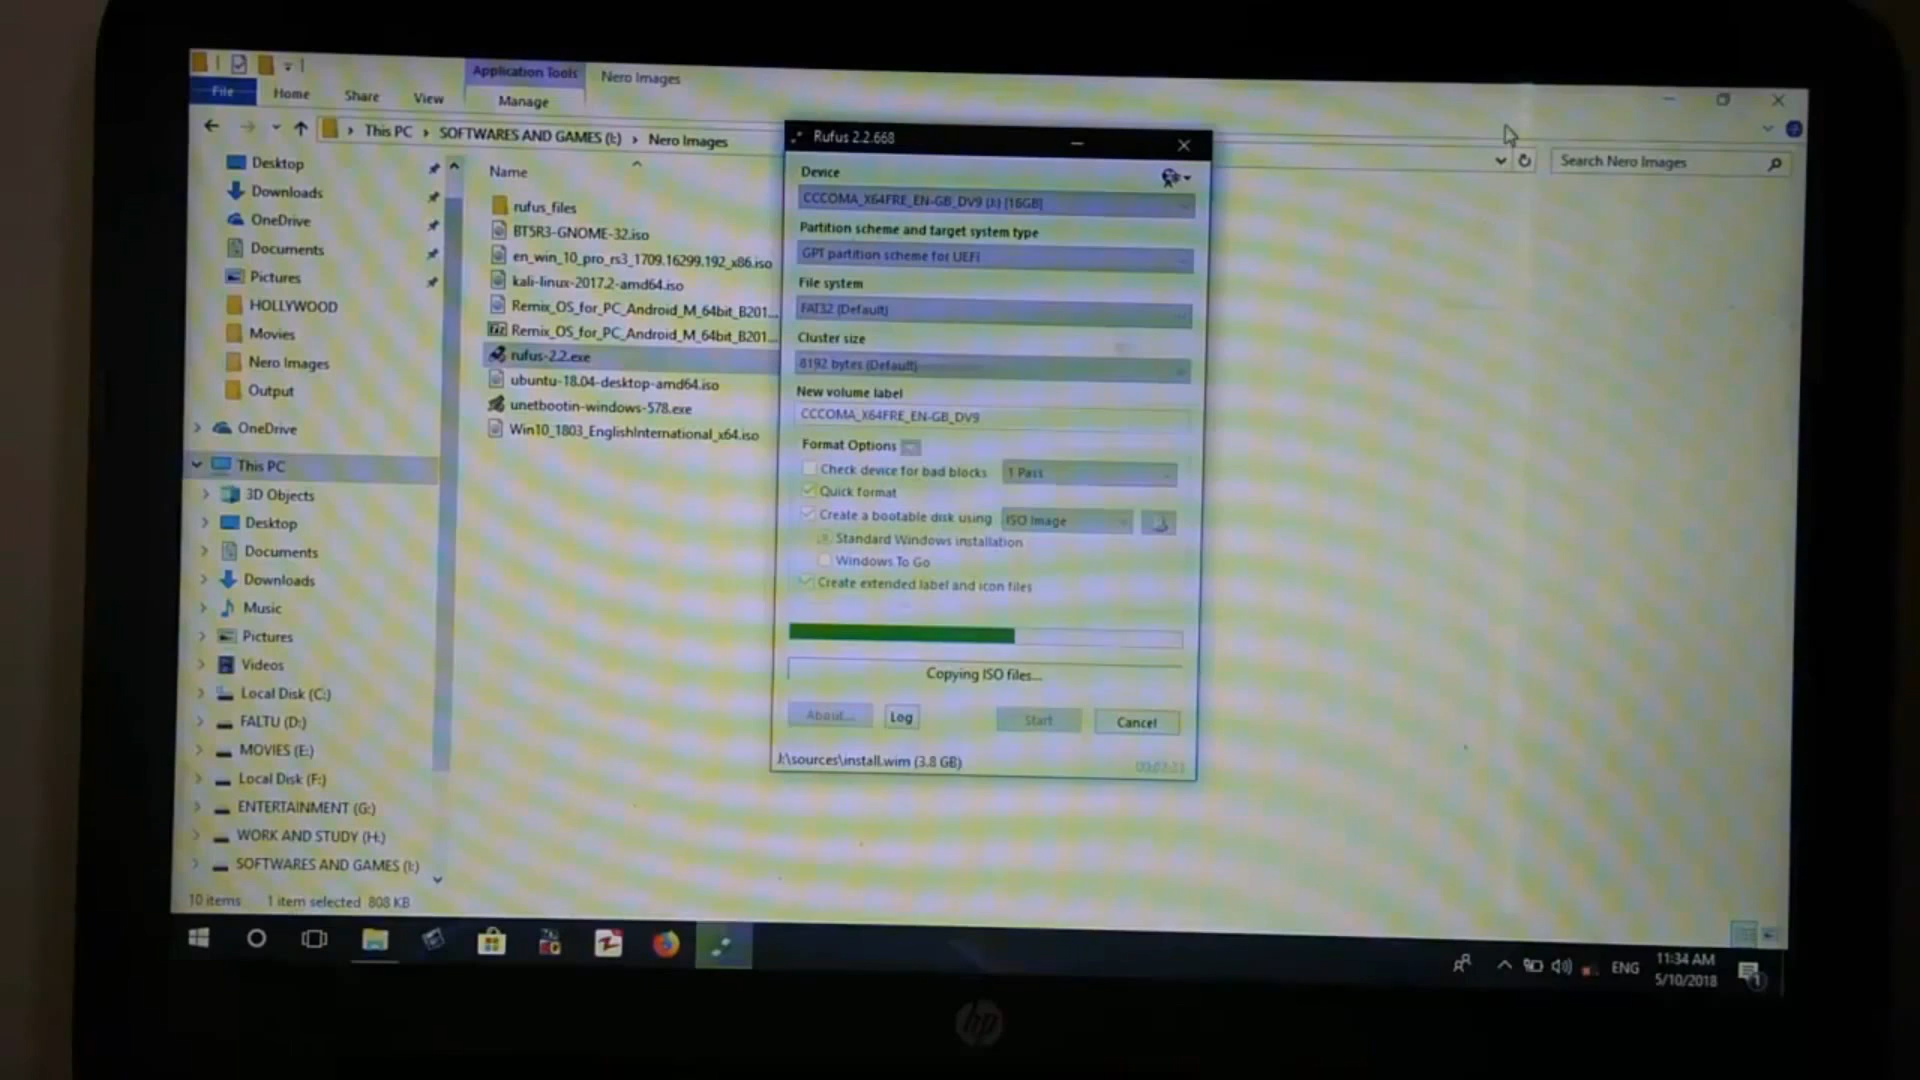 Application Tools
Nero Images
File
Home
Share
View
Manage
This PC › SOFTWARES AND GAMES (I:) › Nero Images
Search Nero Images
Desktop
Downloads
OneDrive
Documents
Pictures
HOLLYWOOD
Movies
Nero Images
Output
OneDrive
This PC
3D Objects
Desktop
Documents
Downloads
Music
Pictures
Videos
Local Disk (C:)
FALTU (D:)
MOVIES (E:)
Local Disk (F:)
ENTERTAINMENT (G:)
WORK AND STUDY (H:)
SOFTWARES AND GAMES (I:)
10 items 1 item selected 808 KB
Name
rufus_files
BT5R3-GNOME-32.iso
en_win_10_pro_rs3_1709.16299.192_x86.iso
kali-linux-2017.2-amd64.iso
Remix_OS_for_PC_Android_M_64bit_B201...
Remix_OS_for_PC_Android_M_64bit_B201...
rufus-2.2.exe
ubuntu-18.04-desktop-amd64.iso
unetbootin-windows-578.exe
Win10_1803_EnglishInternational_x64.iso
Rufus 2.2.668
Device
CCCOMA_X64FRE_EN-GB_DV9 (J:) [16GB]
Partition scheme and target system type
GPT partition scheme for UEFI
File system
FAT32 (Default)
Cluster size
8192 bytes (Default)
New volume label
CCCOMA_X64FRE_EN-GB_DV9
Format Options
Check device for bad blocks
1 Pass
Quick format
Create a bootable disk using
ISO Image
Standard Windows installation
Windows To Go
Create extended label and icon files
Copying ISO files...
About...
Log
Start
Cancel
J:\sources\install.wim (3.8 GB)
ENG
11:34 AM
5/10/2018
1
hp